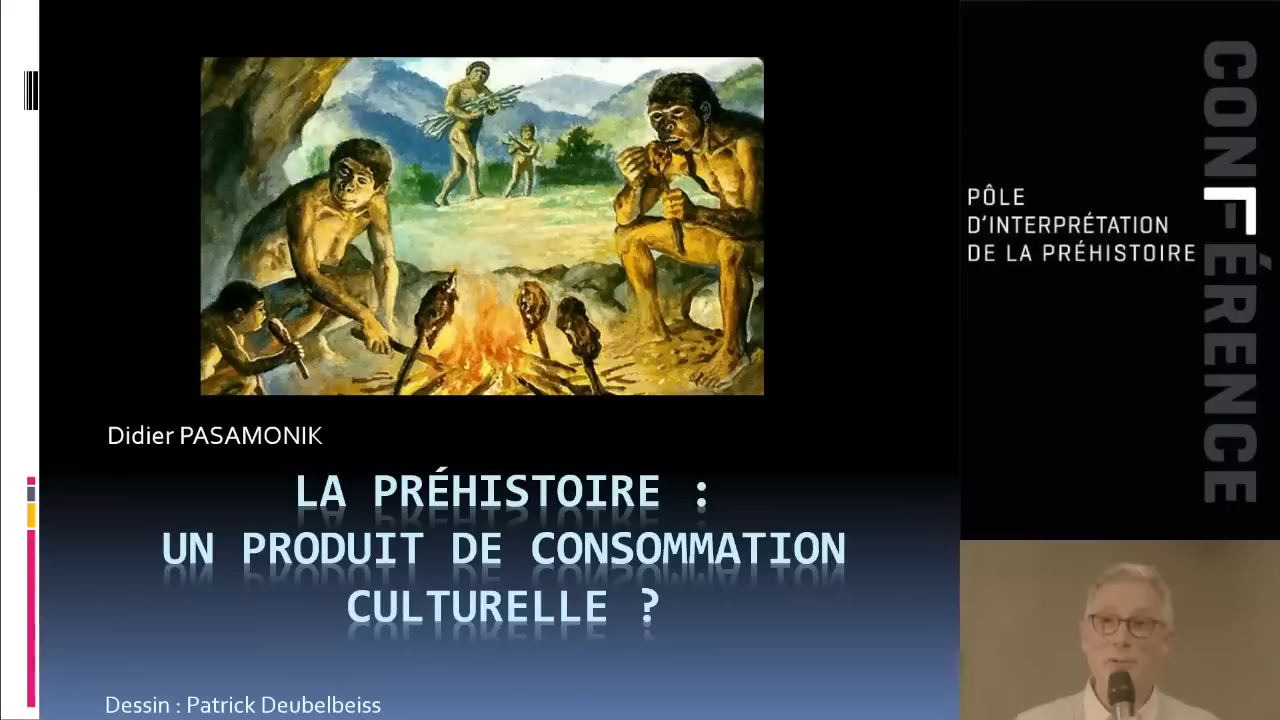 Didier PASAMONIK
LA PRÉHISTOIRE :
UN PRODUIT DE CONSOMMATION
CULTURELLE ?
Dessin : Patrick Deubelbeiss
PÔLE
D'INTERPRÉTATION
DE LA PRÉHISTOIRE
CONFÉRENCE